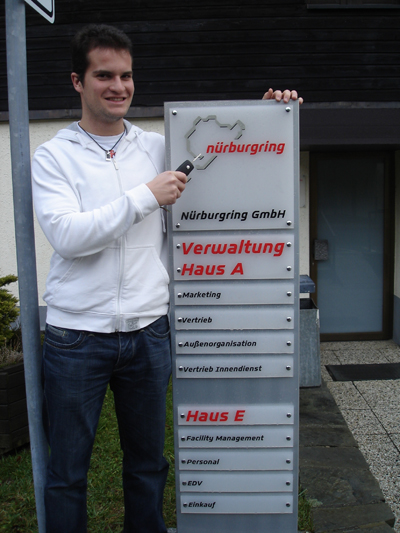 nürburgring
Nürburgring GmbH
Verwaltung
Haus A
Marketing
Vertrieb
Außenorganisation
Vertrieb Innendienst
Haus E
Facility Management
Personal
EDV
Einkauf